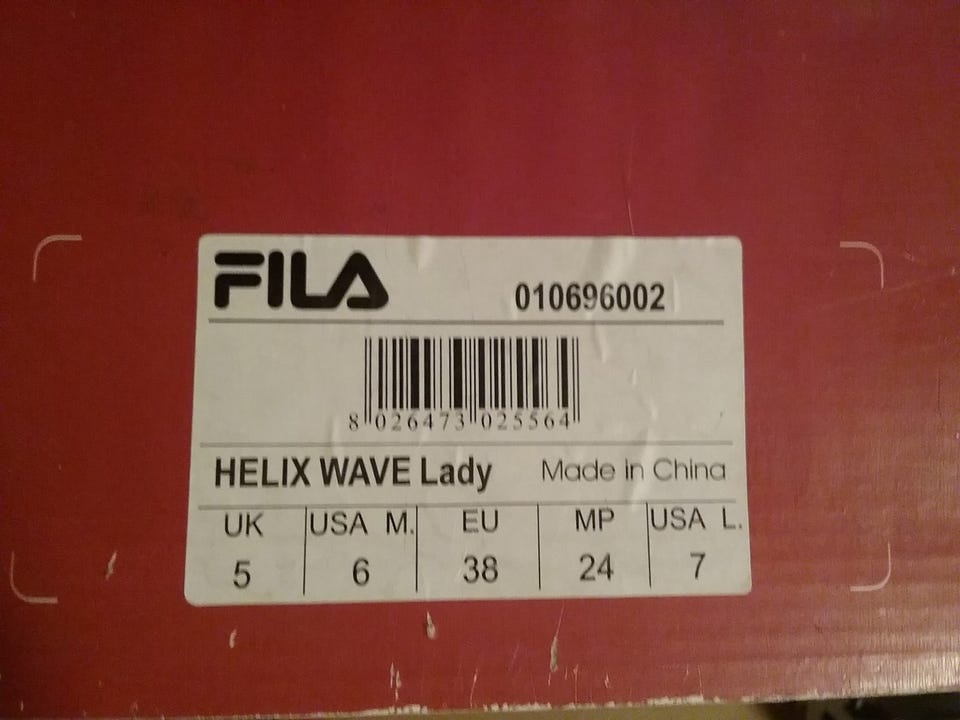 FILA 010696002
8 026473 025564
HELIX WAVE Lady Made in China
UK USA M. EU MP USA L.
5 6 38 24 7